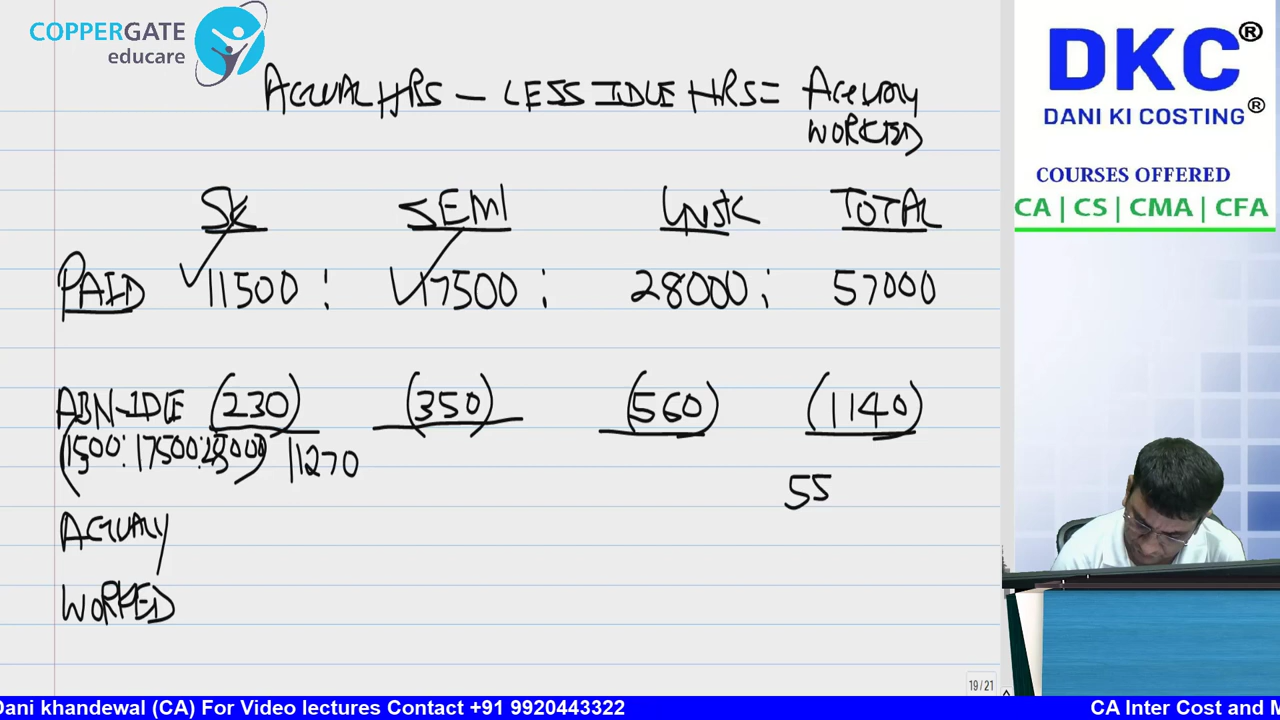 COPPERGATE
educare
ACTUAL HRS — LESS IDLE HRS = ACTUALLY
WORKED
SK SEMI UNSK TOTAL
PAID 11500 : 17500 : 28000 : 57000
ABN-IDLE (230) (350) (560) (1140)
(1500:17500:28000) 11270
55
ACTUALY
WORKED
19/21
DKC®
DANI KI COSTING®
COURSES OFFERED
CA | CS | CMA | CFA
Dani khandewal (CA) For Video lectures Contact +91 9920443322
CA Inter Cost and M